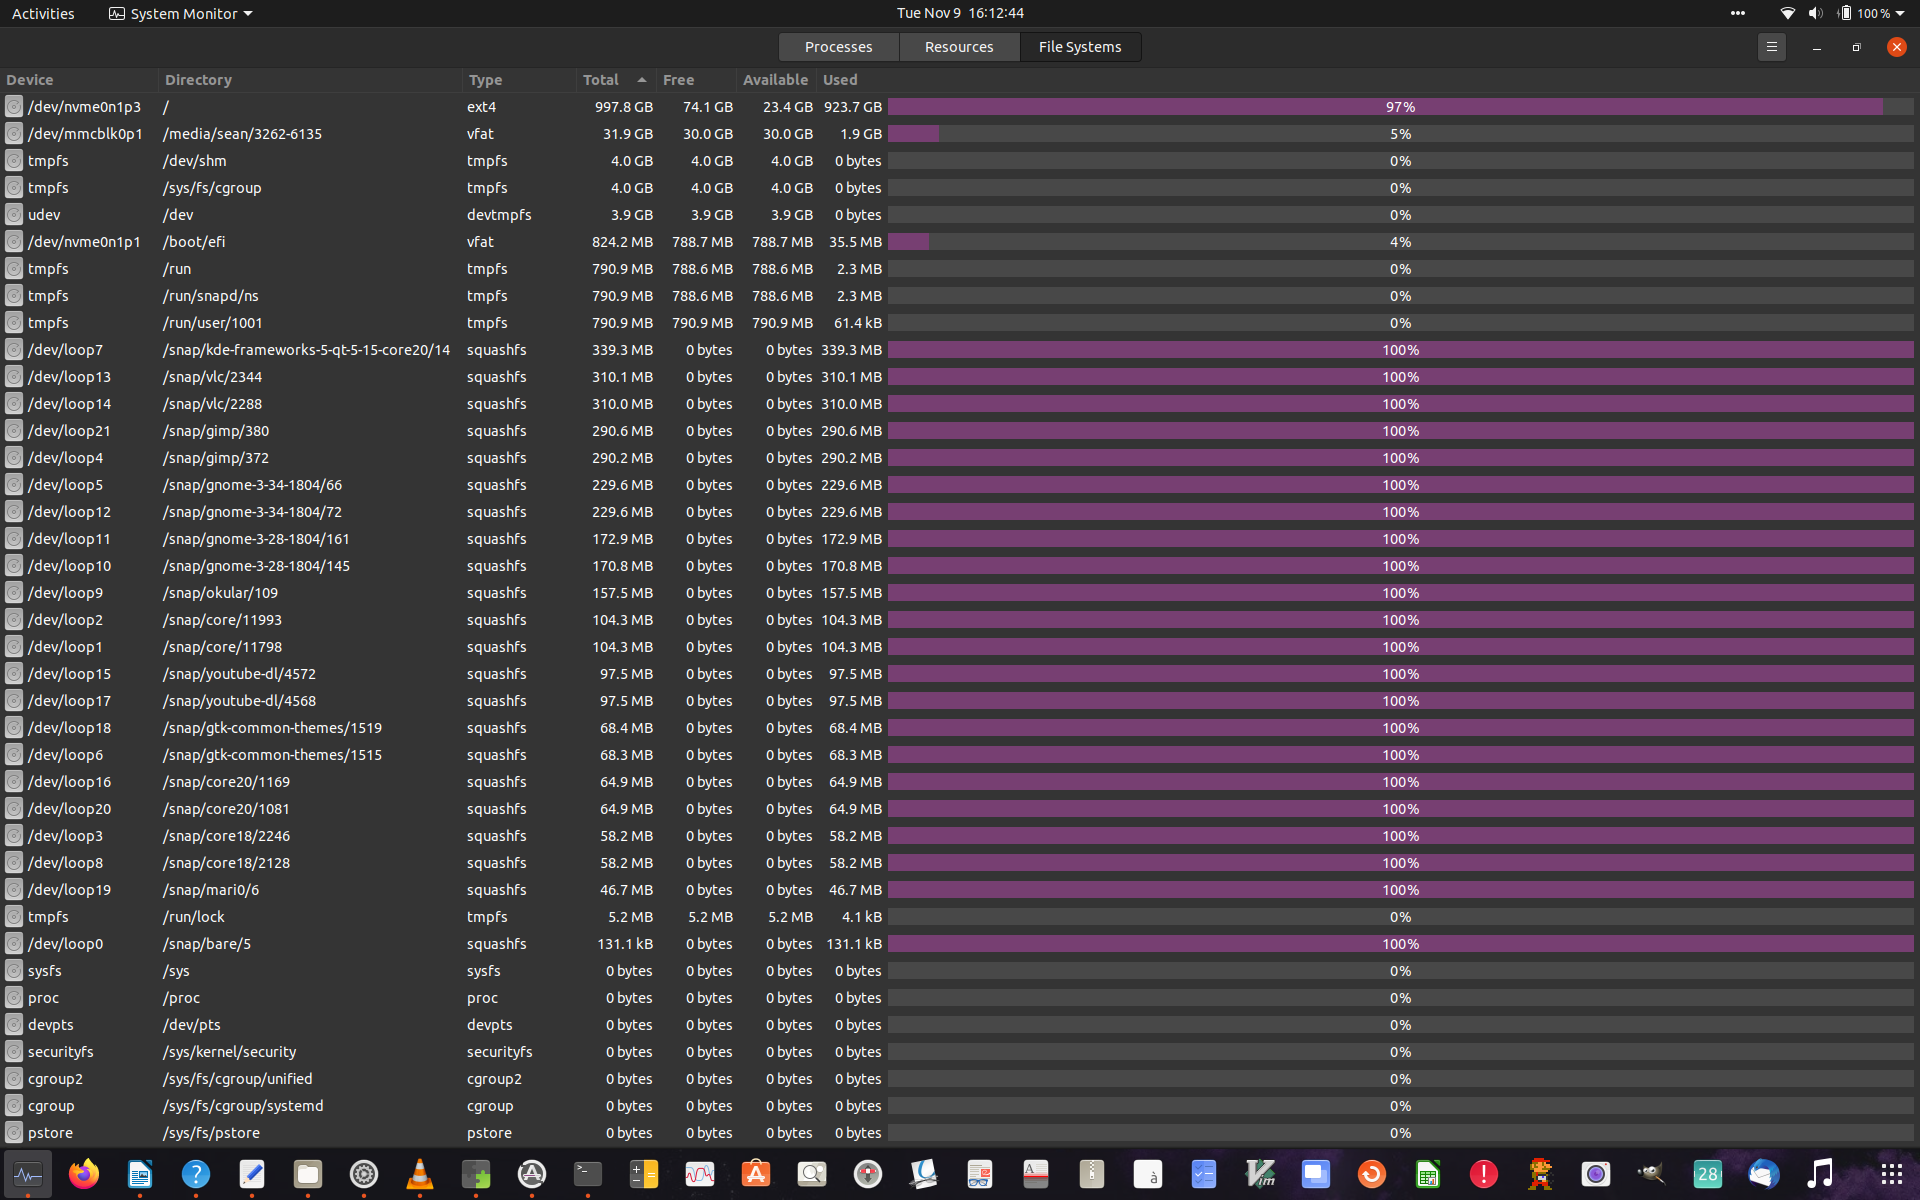 Activities System Monitor Tue Nov 9 16:12:44 100 %
Processes Resources File Systems
Device Directory Type Total Free Available Used
/dev/nvme0n1p3 / ext4 997.8 GB 74.1 GB 23.4 GB 923.7 GB 97%
/dev/mmcblk0p1 /media/sean/3262-6135 vfat 31.9 GB 30.0 GB 30.0 GB 1.9 GB 5%
tmpfs /dev/shm tmpfs 4.0 GB 4.0 GB 4.0 GB 0 bytes 0%
tmpfs /sys/fs/cgroup tmpfs 4.0 GB 4.0 GB 4.0 GB 0 bytes 0%
udev /dev devtmpfs 3.9 GB 3.9 GB 3.9 GB 0 bytes 0%
/dev/nvme0n1p1 /boot/efi vfat 824.2 MB 788.7 MB 788.7 MB 35.5 MB 4%
tmpfs /run tmpfs 790.9 MB 788.6 MB 788.6 MB 2.3 MB 0%
tmpfs /run/snapd/ns tmpfs 790.9 MB 788.6 MB 788.6 MB 2.3 MB 0%
tmpfs /run/user/1001 tmpfs 790.9 MB 790.9 MB 790.9 MB 61.4 kB 0%
/dev/loop7 /snap/kde-frameworks-5-qt-5-15-core20/14 squashfs 339.3 MB 0 bytes 0 bytes 339.3 MB 100%
/dev/loop13 /snap/vlc/2344 squashfs 310.1 MB 0 bytes 0 bytes 310.1 MB 100%
/dev/loop14 /snap/vlc/2288 squashfs 310.0 MB 0 bytes 0 bytes 310.0 MB 100%
/dev/loop21 /snap/gimp/380 squashfs 290.6 MB 0 bytes 0 bytes 290.6 MB 100%
/dev/loop4 /snap/gimp/372 squashfs 290.2 MB 0 bytes 0 bytes 290.2 MB 100%
/dev/loop5 /snap/gnome-3-34-1804/66 squashfs 229.6 MB 0 bytes 0 bytes 229.6 MB 100%
/dev/loop12 /snap/gnome-3-34-1804/72 squashfs 229.6 MB 0 bytes 0 bytes 229.6 MB 100%
/dev/loop11 /snap/gnome-3-28-1804/161 squashfs 172.9 MB 0 bytes 0 bytes 172.9 MB 100%
/dev/loop10 /snap/gnome-3-28-1804/145 squashfs 170.8 MB 0 bytes 0 bytes 170.8 MB 100%
/dev/loop9 /snap/okular/109 squashfs 157.5 MB 0 bytes 0 bytes 157.5 MB 100%
/dev/loop2 /snap/core/11993 squashfs 104.3 MB 0 bytes 0 bytes 104.3 MB 100%
/dev/loop1 /snap/core/11798 squashfs 104.3 MB 0 bytes 0 bytes 104.3 MB 100%
/dev/loop15 /snap/youtube-dl/4572 squashfs 97.5 MB 0 bytes 0 bytes 97.5 MB 100%
/dev/loop17 /snap/youtube-dl/4568 squashfs 97.5 MB 0 bytes 0 bytes 97.5 MB 100%
/dev/loop18 /snap/gtk-common-themes/1519 squashfs 68.4 MB 0 bytes 0 bytes 68.4 MB 100%
/dev/loop6 /snap/gtk-common-themes/1515 squashfs 68.3 MB 0 bytes 0 bytes 68.3 MB 100%
/dev/loop16 /snap/core20/1169 squashfs 64.9 MB 0 bytes 0 bytes 64.9 MB 100%
/dev/loop20 /snap/core20/1081 squashfs 64.9 MB 0 bytes 0 bytes 64.9 MB 100%
/dev/loop3 /snap/core18/2246 squashfs 58.2 MB 0 bytes 0 bytes 58.2 MB 100%
/dev/loop8 /snap/core18/2128 squashfs 58.2 MB 0 bytes 0 bytes 58.2 MB 100%
/dev/loop19 /snap/mari0/6 squashfs 46.7 MB 0 bytes 0 bytes 46.7 MB 100%
tmpfs /run/lock tmpfs 5.2 MB 5.2 MB 5.2 MB 4.1 kB 0%
/dev/loop0 /snap/bare/5 squashfs 131.1 kB 0 bytes 0 bytes 131.1 kB 100%
sysfs /sys sysfs 0 bytes 0 bytes 0 bytes 0 bytes 0%
proc /proc proc 0 bytes 0 bytes 0 bytes 0 bytes 0%
devpts /dev/pts devpts 0 bytes 0 bytes 0 bytes 0 bytes 0%
securityfs /sys/kernel/security securityfs 0 bytes 0 bytes 0 bytes 0 bytes 0%
cgroup2 /sys/fs/cgroup/unified cgroup2 0 bytes 0 bytes 0 bytes 0 bytes 0%
cgroup /sys/fs/cgroup/systemd cgroup 0 bytes 0 bytes 0 bytes 0 bytes 0%
pstore /sys/fs/pstore pstore 0 bytes 0 bytes 0 bytes 0 bytes 0%
? >_ A à Vim ! 28